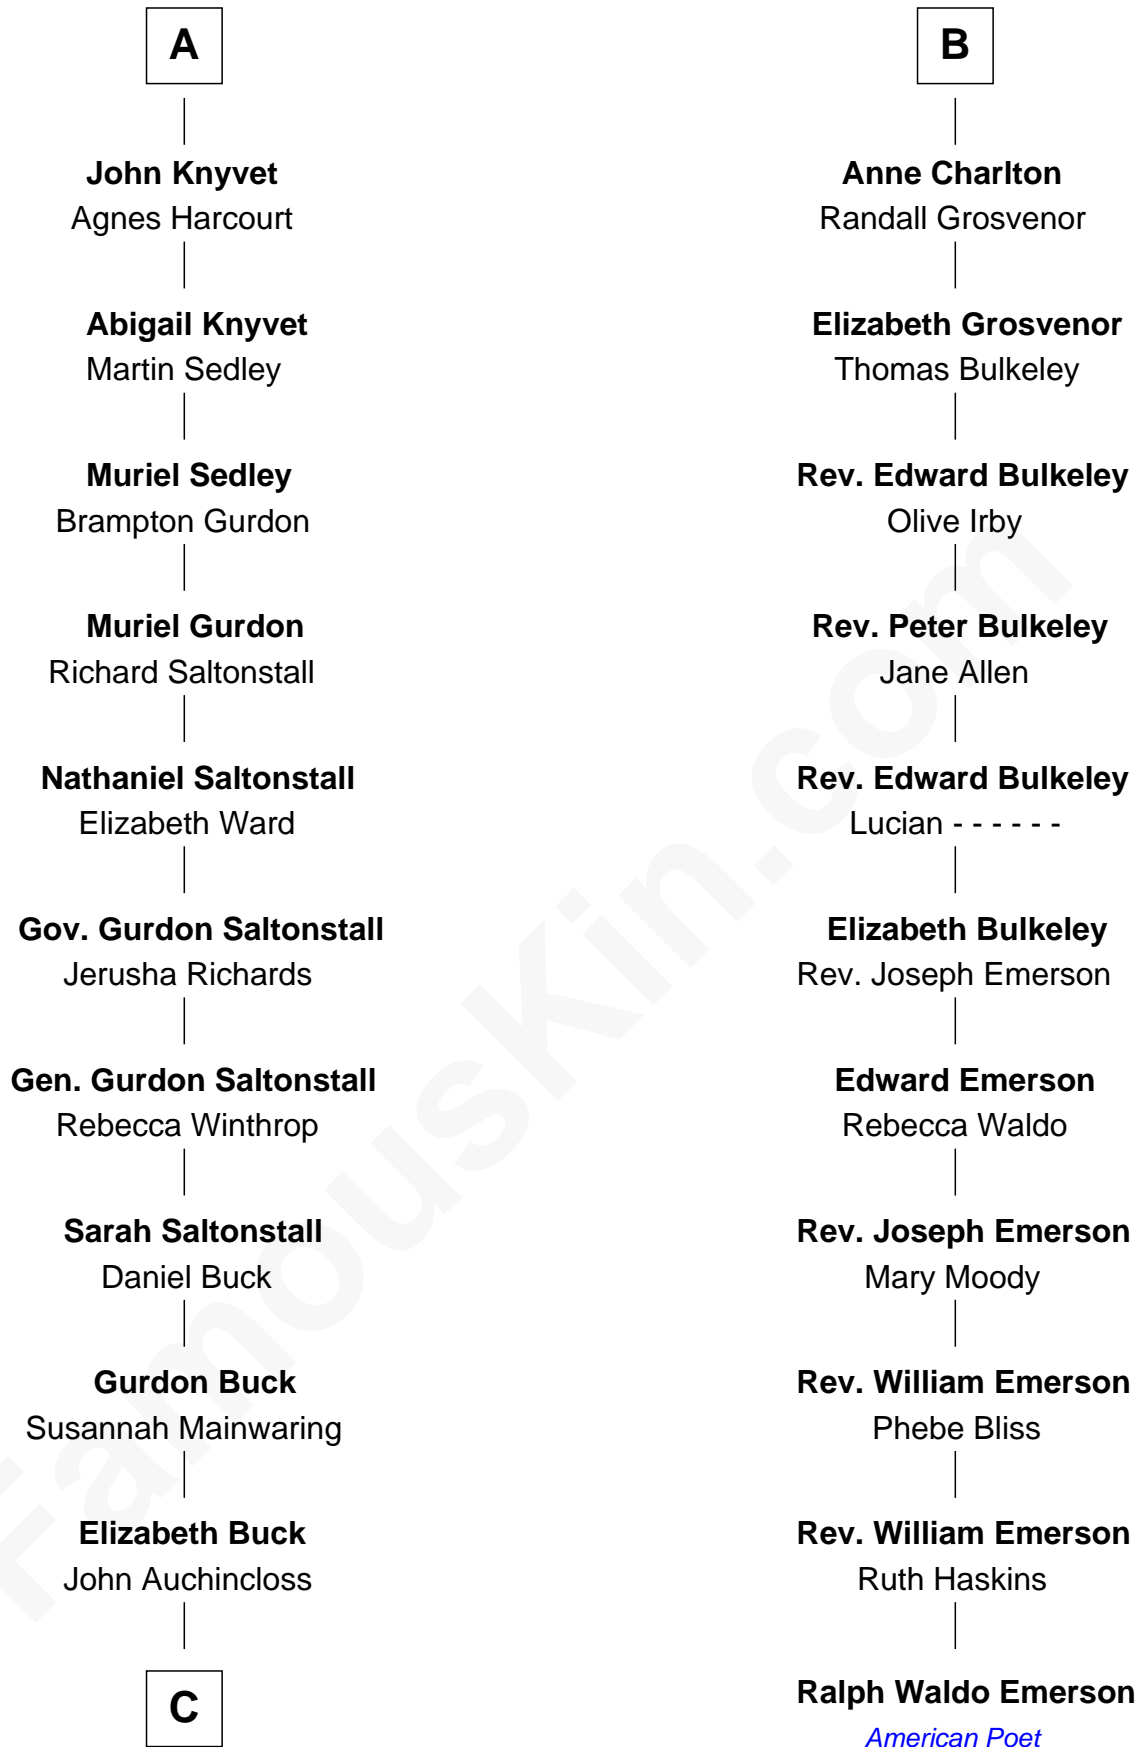 A
John Knyvet
Agnes Harcourt
Abigail Knyvet
Martin Sedley
Muriel Sedley
Brampton Gurdon
Muriel Gurdon
Richard Saltonstall
Nathaniel Saltonstall
Elizabeth Ward
Gov. Gurdon Saltonstall
Jerusha Richards
Gen. Gurdon Saltonstall
Rebecca Winthrop
Sarah Saltonstall
Daniel Buck
Gurdon Buck
Susannah Mainwaring
Elizabeth Buck
John Auchincloss
C
B
Anne Charlton
Randall Grosvenor
Elizabeth Grosvenor
Thomas Bulkeley
Rev. Edward Bulkeley
Olive Irby
Rev. Peter Bulkeley
Jane Allen
Rev. Edward Bulkeley
Lucian - - - - - -
Elizabeth Bulkeley
Rev. Joseph Emerson
Edward Emerson
Rebecca Waldo
Rev. Joseph Emerson
Mary Moody
Rev. William Emerson
Phebe Bliss
Rev. William Emerson
Ruth Haskins
Ralph Waldo Emerson
American Poet
FamousKin.com